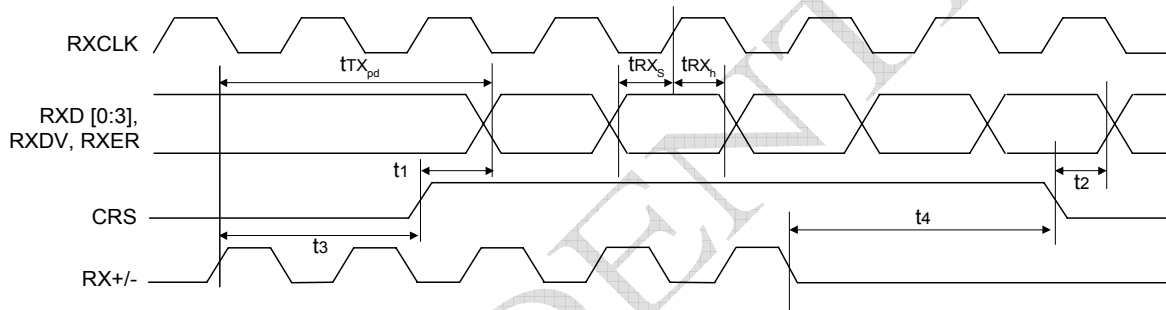 RXCLK
tTXpd
tRXS
tRXh
RXD [0:3],
RXDV, RXER
t1
t2
CRS
t3
t4
RX+/-